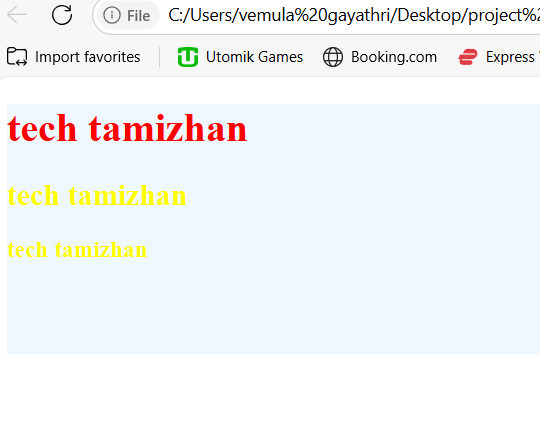 File C:/Users/vemula%20gayathri/Desktop/project%2
Import favorites Utomik Games Booking.com Express
tech tamizhan
tech tamizhan
tech tamizhan